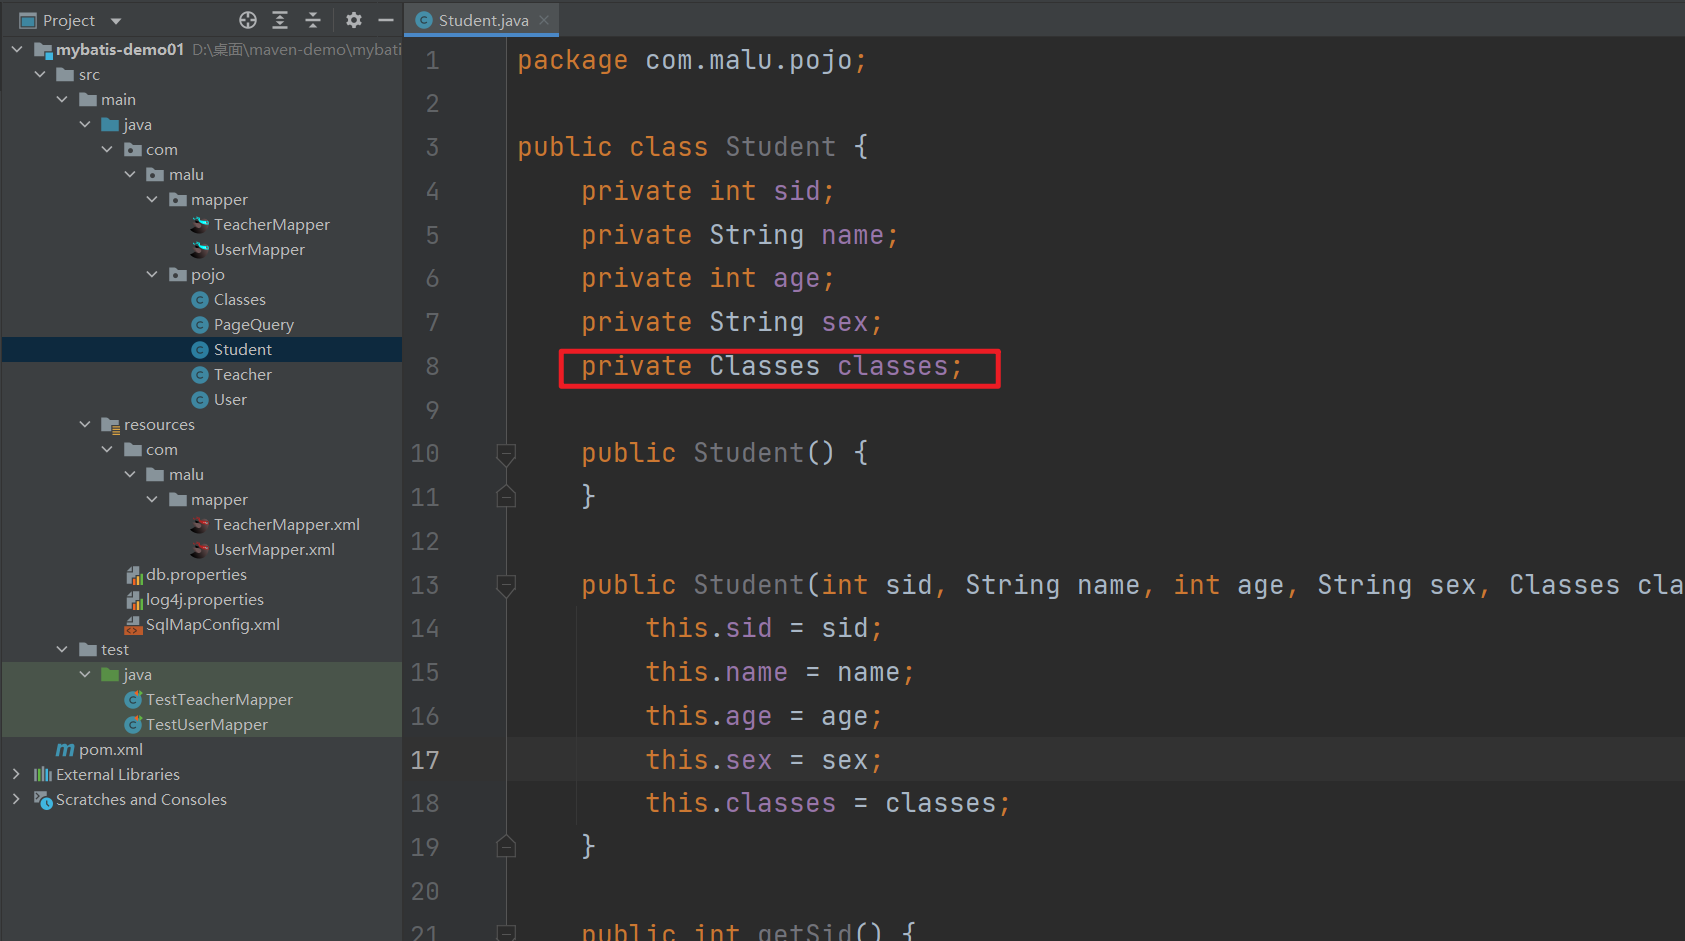 Project
mybatis-demo01 D:\桌面\maven-demo\mybati
src
main
java
com
malu
mapper
TeacherMapper
UserMapper
pojo
Classes
PageQuery
Student
Teacher
User
resources
com
malu
mapper
TeacherMapper.xml
UserMapper.xml
db.properties
log4j.properties
SqlMapConfig.xml
test
java
TestTeacherMapper
TestUserMapper
pom.xml
External Libraries
Scratches and Consoles
Student.java
1 package com.malu.pojo;
2
3 public class Student {
4 private int sid;
5 private String name;
6 private int age;
7 private String sex;
8 private Classes classes;
9
10 public Student() {
11 }
12
13 public Student(int sid, String name, int age, String sex, Classes cla
14 this.sid = sid;
15 this.name = name;
16 this.age = age;
17 this.sex = sex;
18 this.classes = classes;
19 }
20
21 public int getSid() {